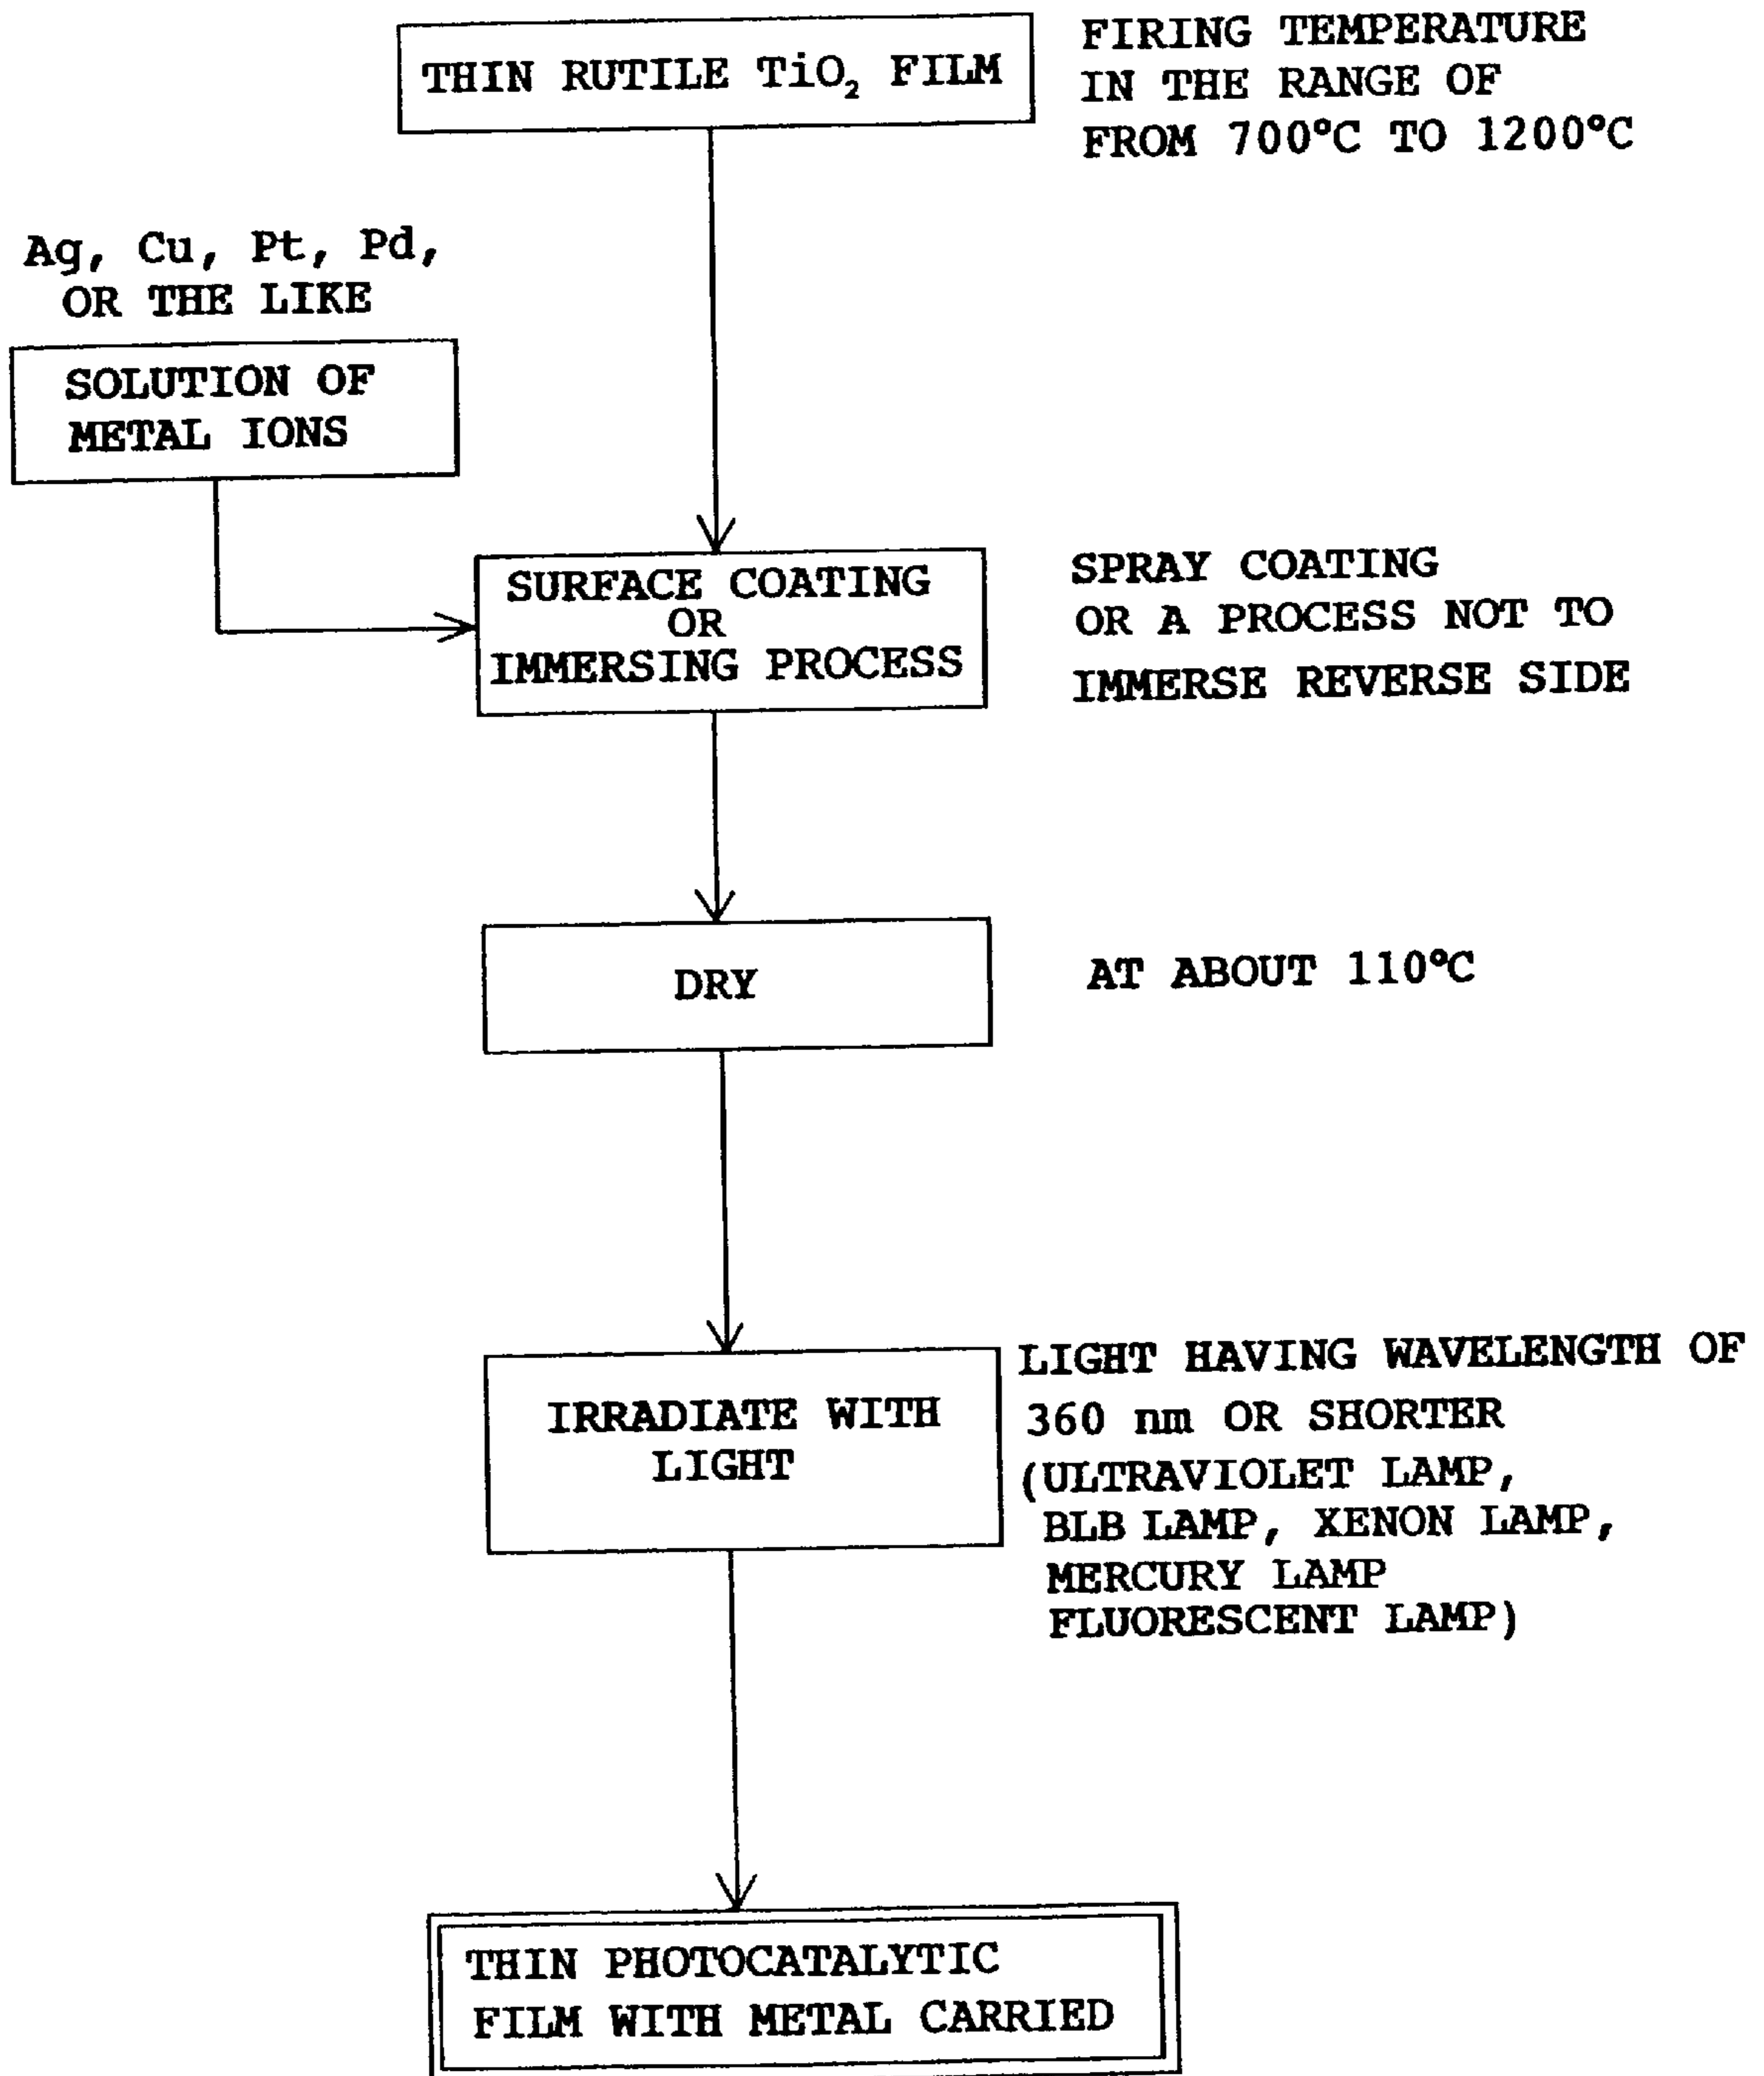 THIN RUTILE TiO₂ FILM
FIRING TEMPERATURE
IN THE RANGE OF
FROM 700°C TO 1200°C
Ag, Cu, Pt, Pd,
OR THE LIKE
SOLUTION OF
METAL IONS
SURFACE COATING
OR
IMMERSING PROCESS
SPRAY COATING
OR A PROCESS NOT TO
IMMERSE REVERSE SIDE
DRY
AT ABOUT 110°C
IRRADIATE WITH
LIGHT
LIGHT HAVING WAVELENGTH OF
360 nm OR SHORTER
(ULTRAVIOLET LAMP,
BLB LAMP, XENON LAMP,
MERCURY LAMP
FLUORESCENT LAMP)
THIN PHOTOCATALYTIC
FILM WITH METAL CARRIED